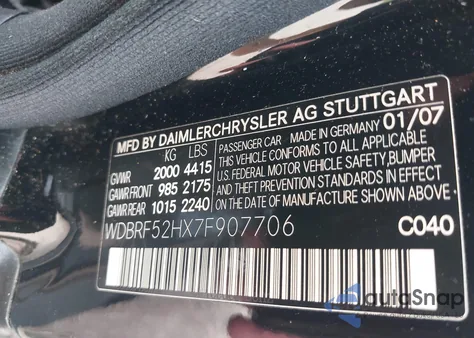 MFD BY DAIMLERCHRYSLER AG STUTTGART
KG LBS PASSENGER CAR MADE IN GERMANY 01/07
GVWR 2000 4415 THIS VEHICLE CONFORMS TO ALL APPLICABLE
GAWR FRONT 985 2175 U.S. FEDERAL MOTOR VEHICLE SAFETY, BUMPER
GAWR REAR 1015 2240 AND THEFT PREVENTION STANDARDS IN EFFECT
ON THE DATE OF MANUFACTURE SHOWN ABOVE.
WDBRF52HX7F907706 C040
autoSnap